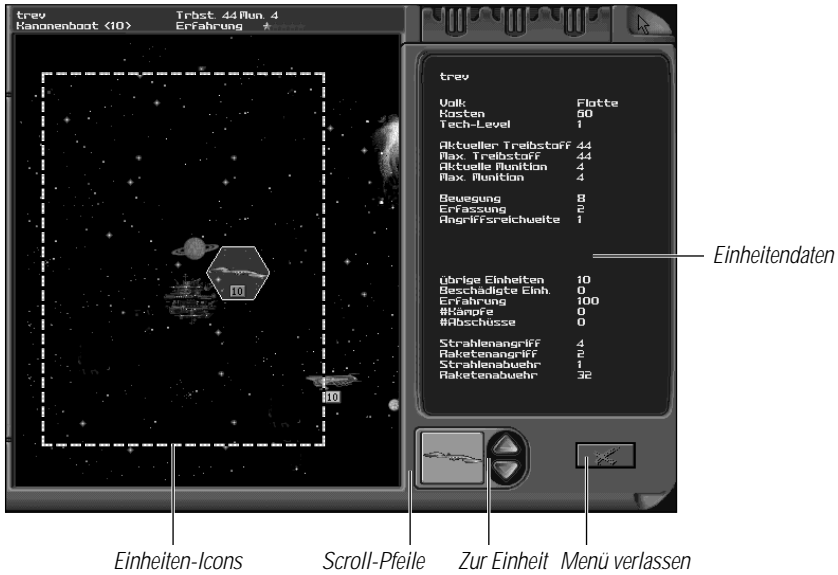 trev Trbst. 44 Mun. 4
Kanonenboot <10> Erfahrung
trev
Volk Flotte
Kosten 60
Tech-Level 1
Aktueller Treibstoff 44
Max. Treibstoff 44
Aktuelle Munition 4
Max. Munition 4
Bewegung 8
Erfassung 2
Angriffsreichweite 1
Einheitendaten
übrige Einheiten 10
Beschädigte Einh. 0
Erfahrung 100
#Kämpfe 0
#Abschüsse 0
Strahlenangriff 4
Raketenangriff 2
Strahlenabwehr 1
Raketenabwehr 32
10
10
Einheiten-Icons Scroll-Pfeile Zur Einheit Menü verlassen